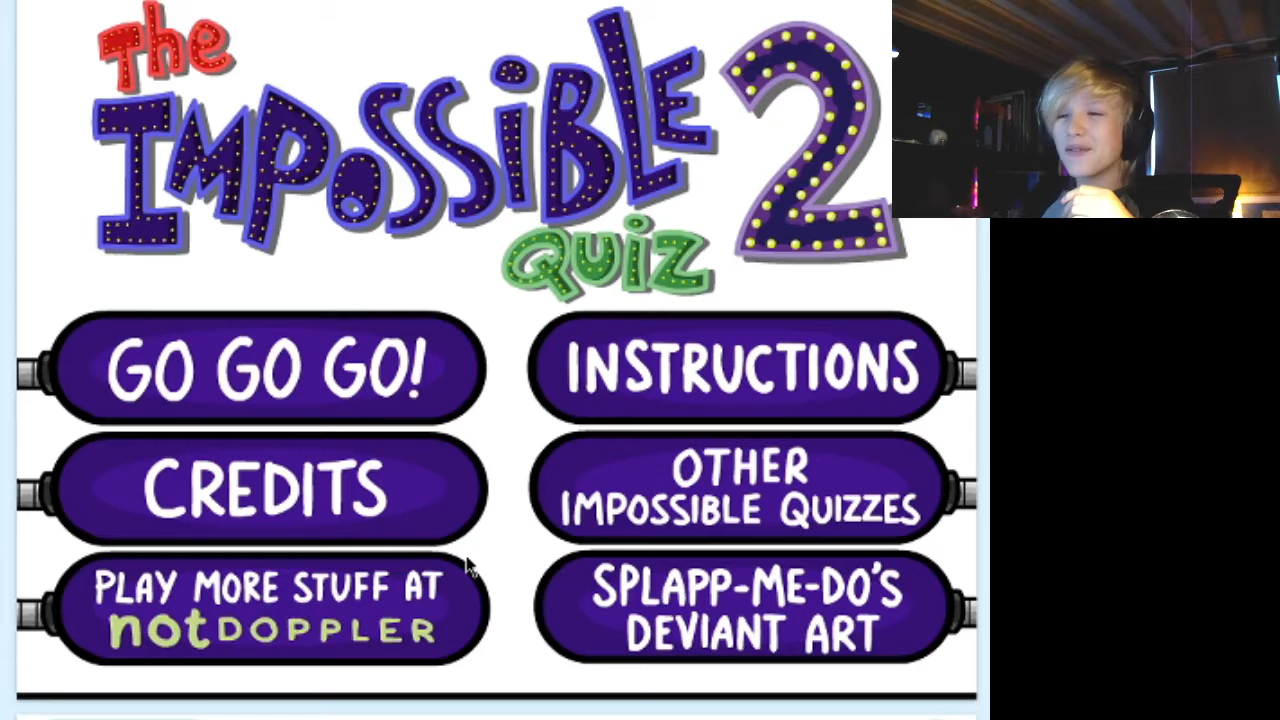 The
IMPOSSIBLE 2
QUIZ
GO GO GO!
INSTRUCTIONS
CREDITS
OTHER
IMPOSSIBLE QUIZZES
PLAY MORE STUFF AT
notDOPPLER
SPLAPP-ME-DO'S
DEVIANT ART